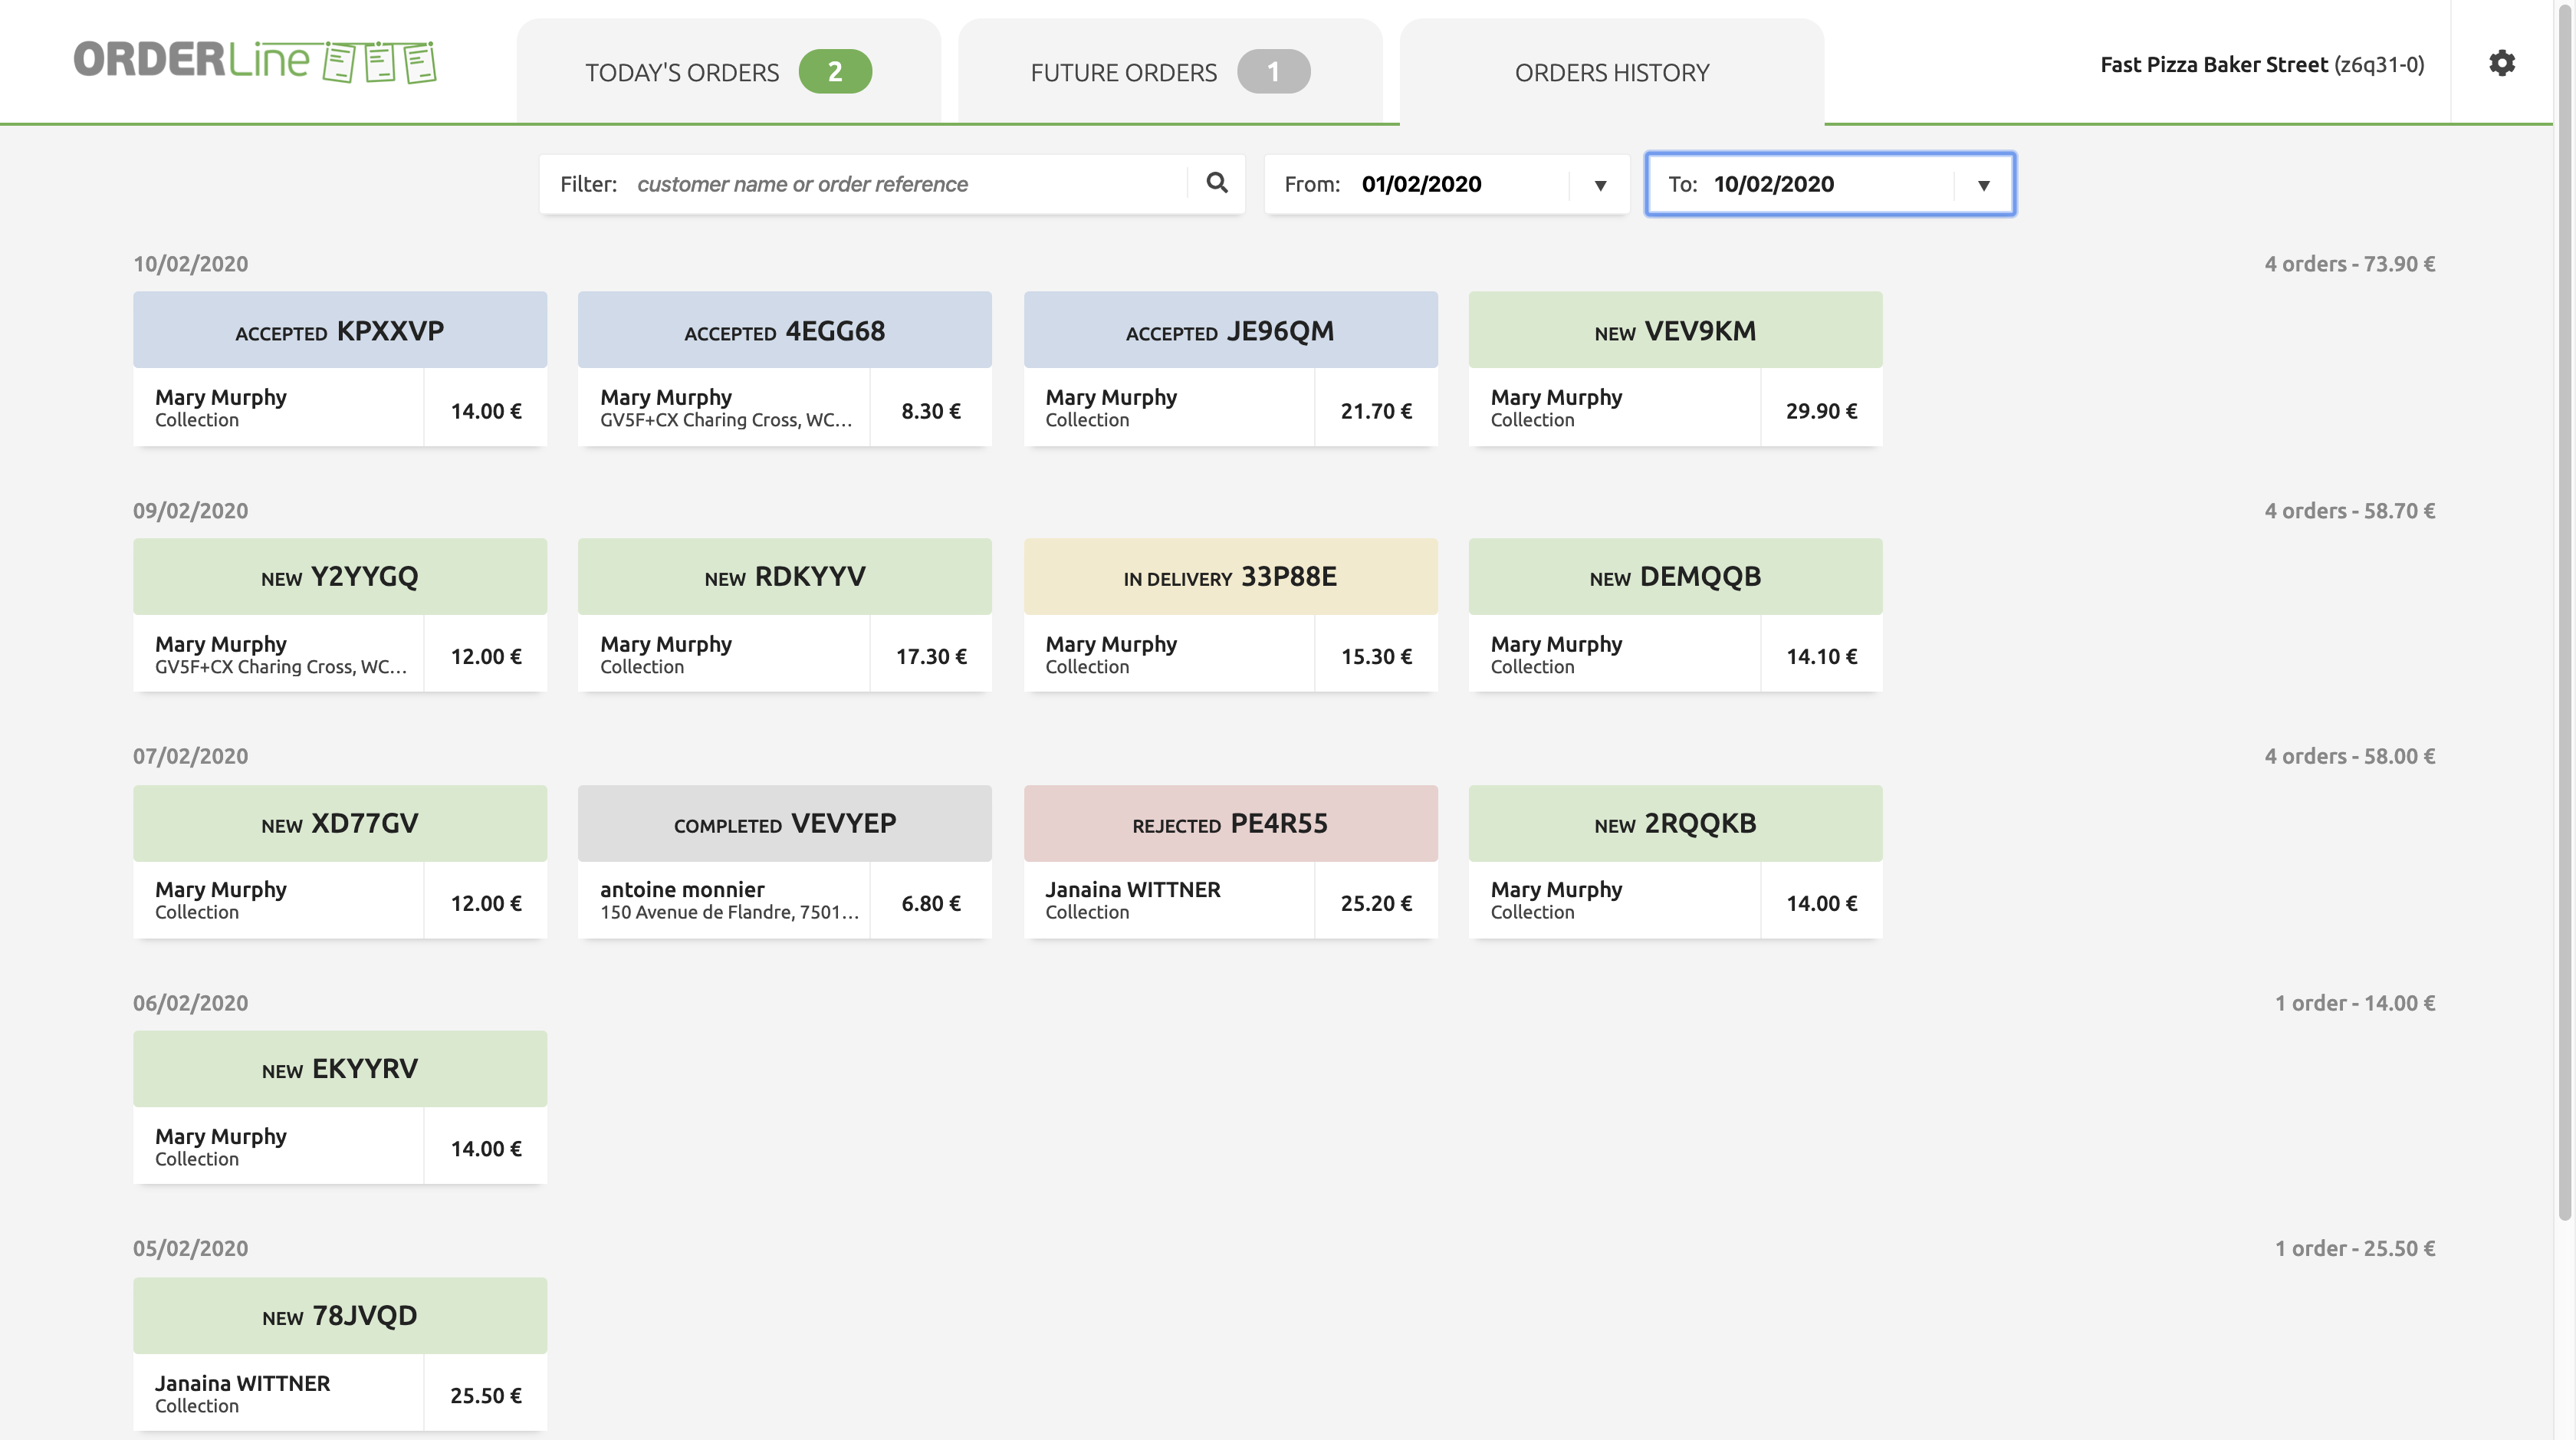 ORDERLine
TODAY'S ORDERS 2
FUTURE ORDERS 1
ORDERS HISTORY
Fast Pizza Baker Street (z6q31-0)
Filter: customer name or order reference
From: 01/02/2020
To: 10/02/2020
10/02/2020
4 orders - 73.90 €
ACCEPTED KPXXVP
Mary Murphy
Collection
14.00 €
ACCEPTED 4EGG68
Mary Murphy
GV5F+CX Charing Cross, WC...
8.30 €
ACCEPTED JE96QM
Mary Murphy
Collection
21.70 €
NEW VEV9KM
Mary Murphy
Collection
29.90 €
09/02/2020
4 orders - 58.70 €
NEW Y2YYGQ
Mary Murphy
GV5F+CX Charing Cross, WC...
12.00 €
NEW RDKYYV
Mary Murphy
Collection
17.30 €
IN DELIVERY 33P88E
Mary Murphy
Collection
15.30 €
NEW DEMQQB
Mary Murphy
Collection
14.10 €
07/02/2020
4 orders - 58.00 €
NEW XD77GV
Mary Murphy
Collection
12.00 €
COMPLETED VEVYEP
antoine monnier
150 Avenue de Flandre, 7501...
6.80 €
REJECTED PE4R55
Janaina WITTNER
Collection
25.20 €
NEW 2RQQKB
Mary Murphy
Collection
14.00 €
06/02/2020
1 order - 14.00 €
NEW EKYYRV
Mary Murphy
Collection
14.00 €
05/02/2020
1 order - 25.50 €
NEW 78JVQD
Janaina WITTNER
Collection
25.50 €